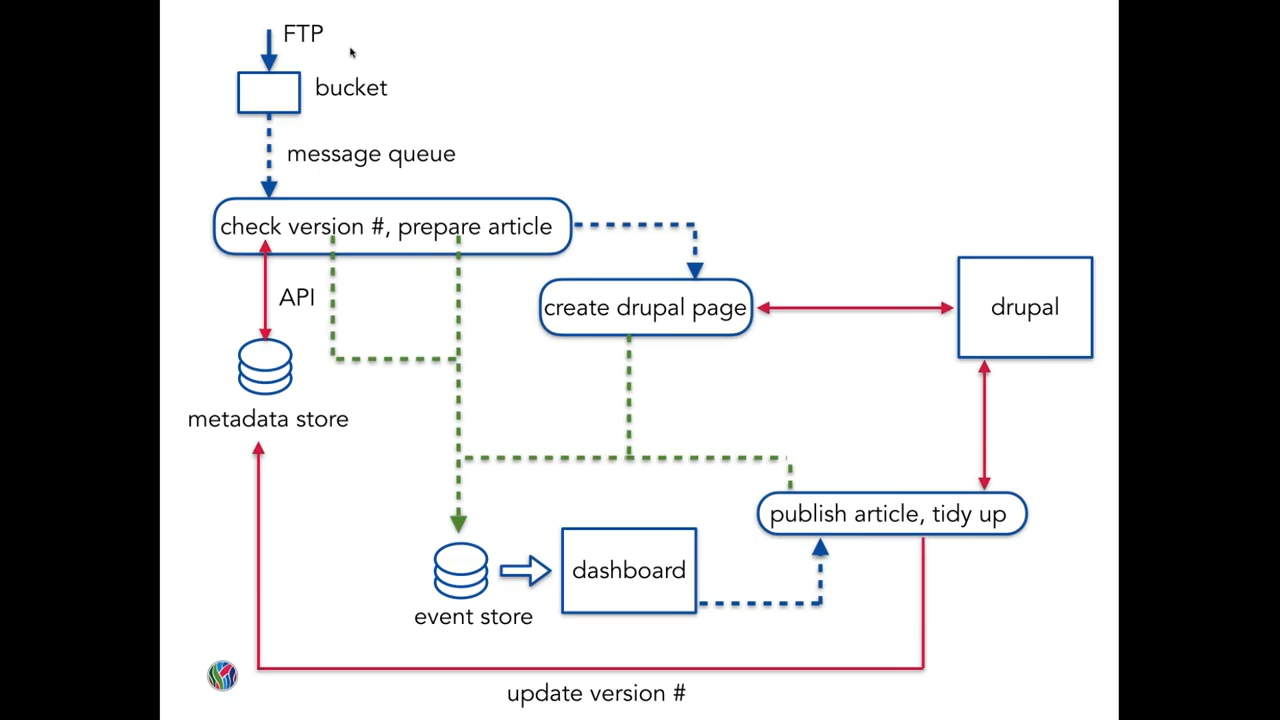 FTP
bucket
message queue
check version #, prepare article
API
create drupal page
drupal
metadata store
publish article, tidy up
dashboard
event store
update version #